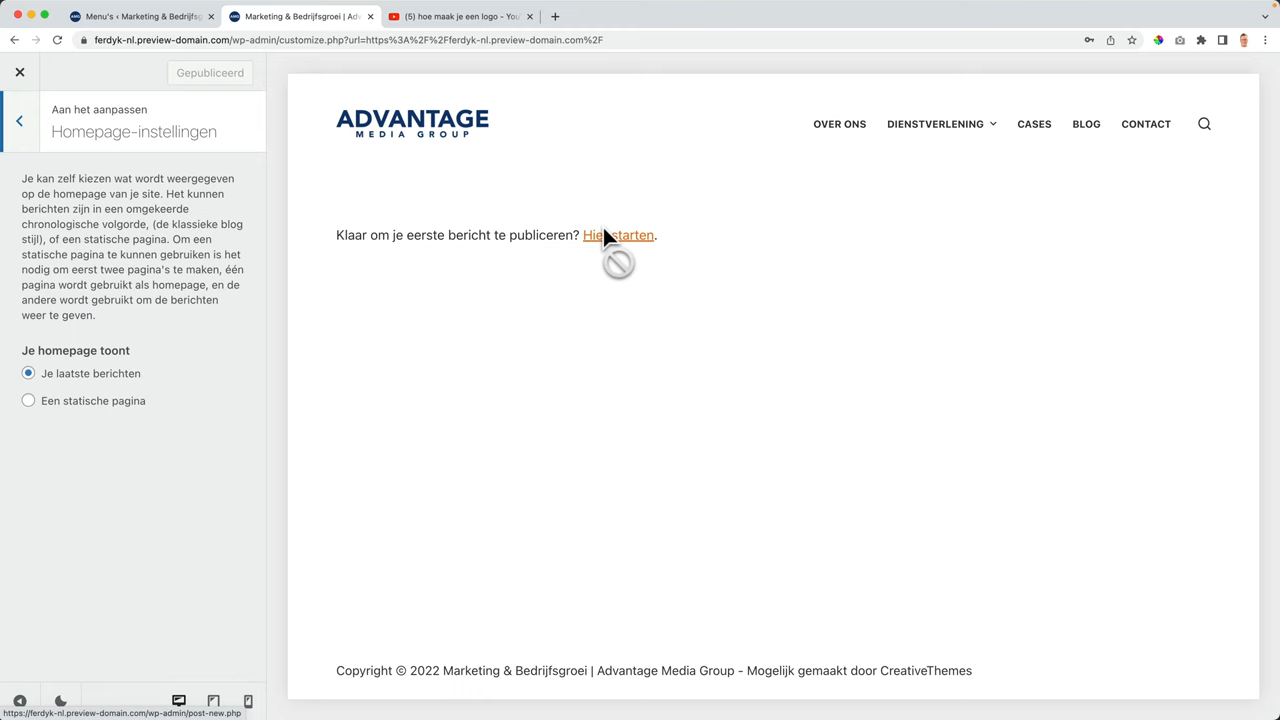 Menu's ‹ Marketing & Bedrijfsg
Marketing & Bedrijfsgroei | Adv
(5) hoe maak je een logo - You
ferdyk-nl.preview-domain.com/wp-admin/customize.php?url=https%3A%2F%2Fferdyk-nl.preview-domain.com%2F
Gepubliceerd
Aan het aanpassen
Homepage-instellingen
Je kan zelf kiezen wat wordt weergegeven
op de homepage van je site. Het kunnen
berichten zijn in een omgekeerde
chronologische volgorde, (de klassieke blog
stijl), of een statische pagina. Om een
statische pagina te kunnen gebruiken is het
nodig om eerst twee pagina's te maken, één
pagina wordt gebruikt als homepage, en de
andere wordt gebruikt om de berichten
weer te geven.
Je homepage toont
Je laatste berichten
Een statische pagina
https://ferdyk-nl.preview-domain.com/wp-admin/post-new.php
ADVANTAGE
MEDIA GROUP
OVER ONS DIENSTVERLENING CASES BLOG CONTACT
Klaar om je eerste bericht te publiceren? Hier starten.
Copyright © 2022 Marketing & Bedrijfsgroei | Advantage Media Group - Mogelijk gemaakt door CreativeThemes